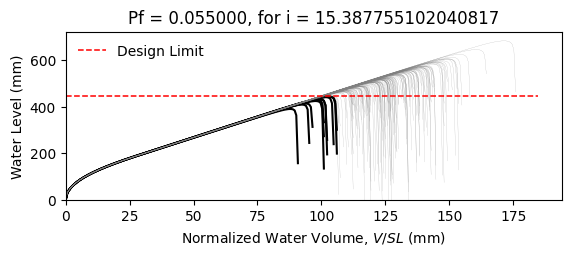 Pf = 0.055000, for i = 15.387755102040817
Design Limit
Water Level (mm)
600
400
200
0
0 25 50 75 100 125 150 175
Normalized Water Volume, V/SL (mm)